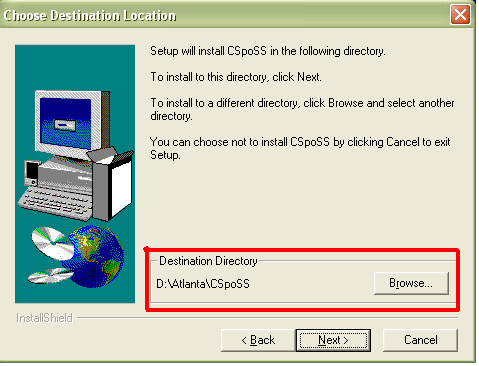 Choose Destination Location
Setup will install CSpoSS in the following directory.
To install to this directory, click Next.
To install to a different directory, click Browse and select another
directory.
You can choose not to install CSpoSS by clicking Cancel to exit
Setup.
Destination Directory
D:\Atlanta\CSpoSS
Browse...
InstallShield
< Back
Next >
Cancel